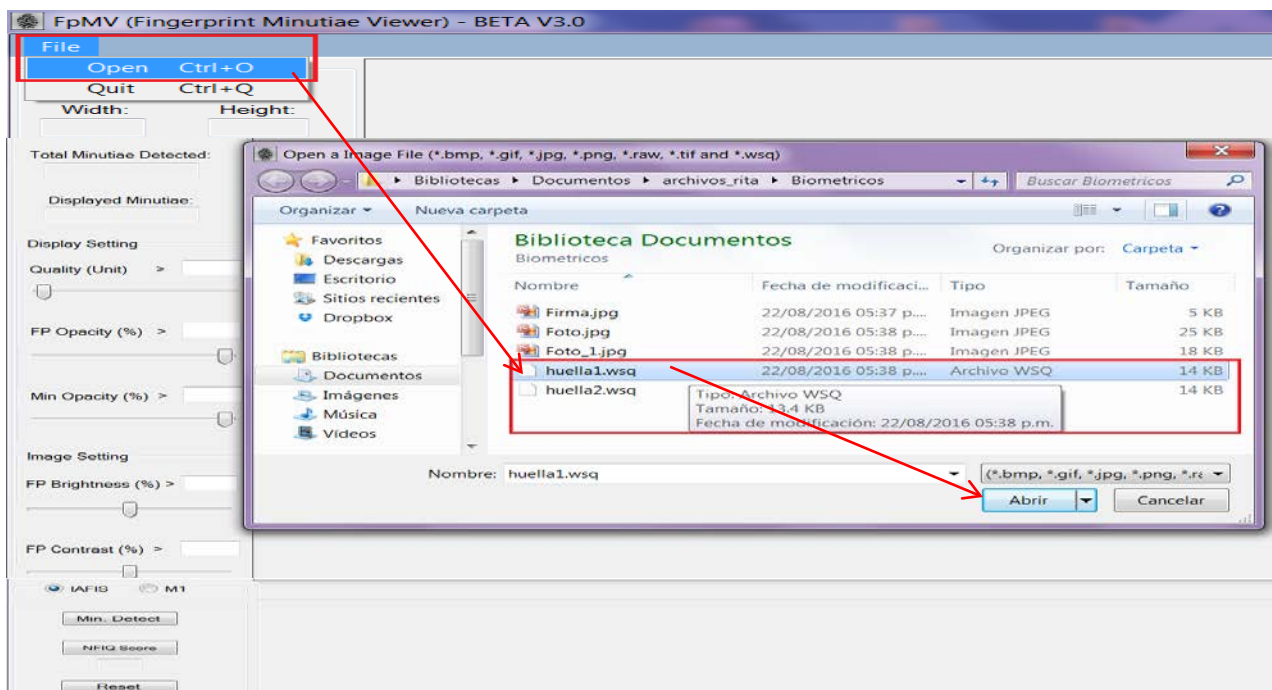 FpMV (Fingerprint Minutiae Viewer) - BETA V3.0
File
Open Ctrl+O
Quit Ctrl+Q
Width: Height:
Total Minutiae Detected:
Displayed Minutiae:
Display Setting
Quality (Unit) >
FP Opacity (%) >
Min Opacity (%) >
Image Setting
FP Brightness (%) >
FP Contrast (%) >
IAFIS M1
Min. Detect
NFIQ Score
Reset
Open a Image File (*.bmp, *.gif, *.jpg, *.png, *.raw, *.tif and *.wsq)
Bibliotecas Documentos archivos_rita Biometricos
Buscar Biometricos
Organizar Nueva carpeta
Favoritos
Descargas
Escritorio
Sitios recientes
Dropbox
Bibliotecas
Documentos
Imágenes
Música
Vídeos
Biblioteca Documentos
Biometricos
Organizar por: Carpeta
Nombre Fecha de modificaci... Tipo Tamaño
Firma.jpg 22/08/2016 05:37 p.... Imagen JPEG 5 KB
Foto.jpg 22/08/2016 05:38 p.... Imagen JPEG 25 KB
Foto_1.jpg 22/08/2016 05:38 p.... Imagen JPEG 18 KB
huella1.wsq 22/08/2016 05:38 p.... Archivo WSQ 14 KB
huella2.wsq 14 KB
Tipo: Archivo WSQ
Tamaño: 13.4 KB
Fecha de modificación: 22/08/2016 05:38 p.m.
Nombre: huella1.wsq
(*.bmp, *.gif, *.jpg, *.png, *.ra
Abrir Cancelar